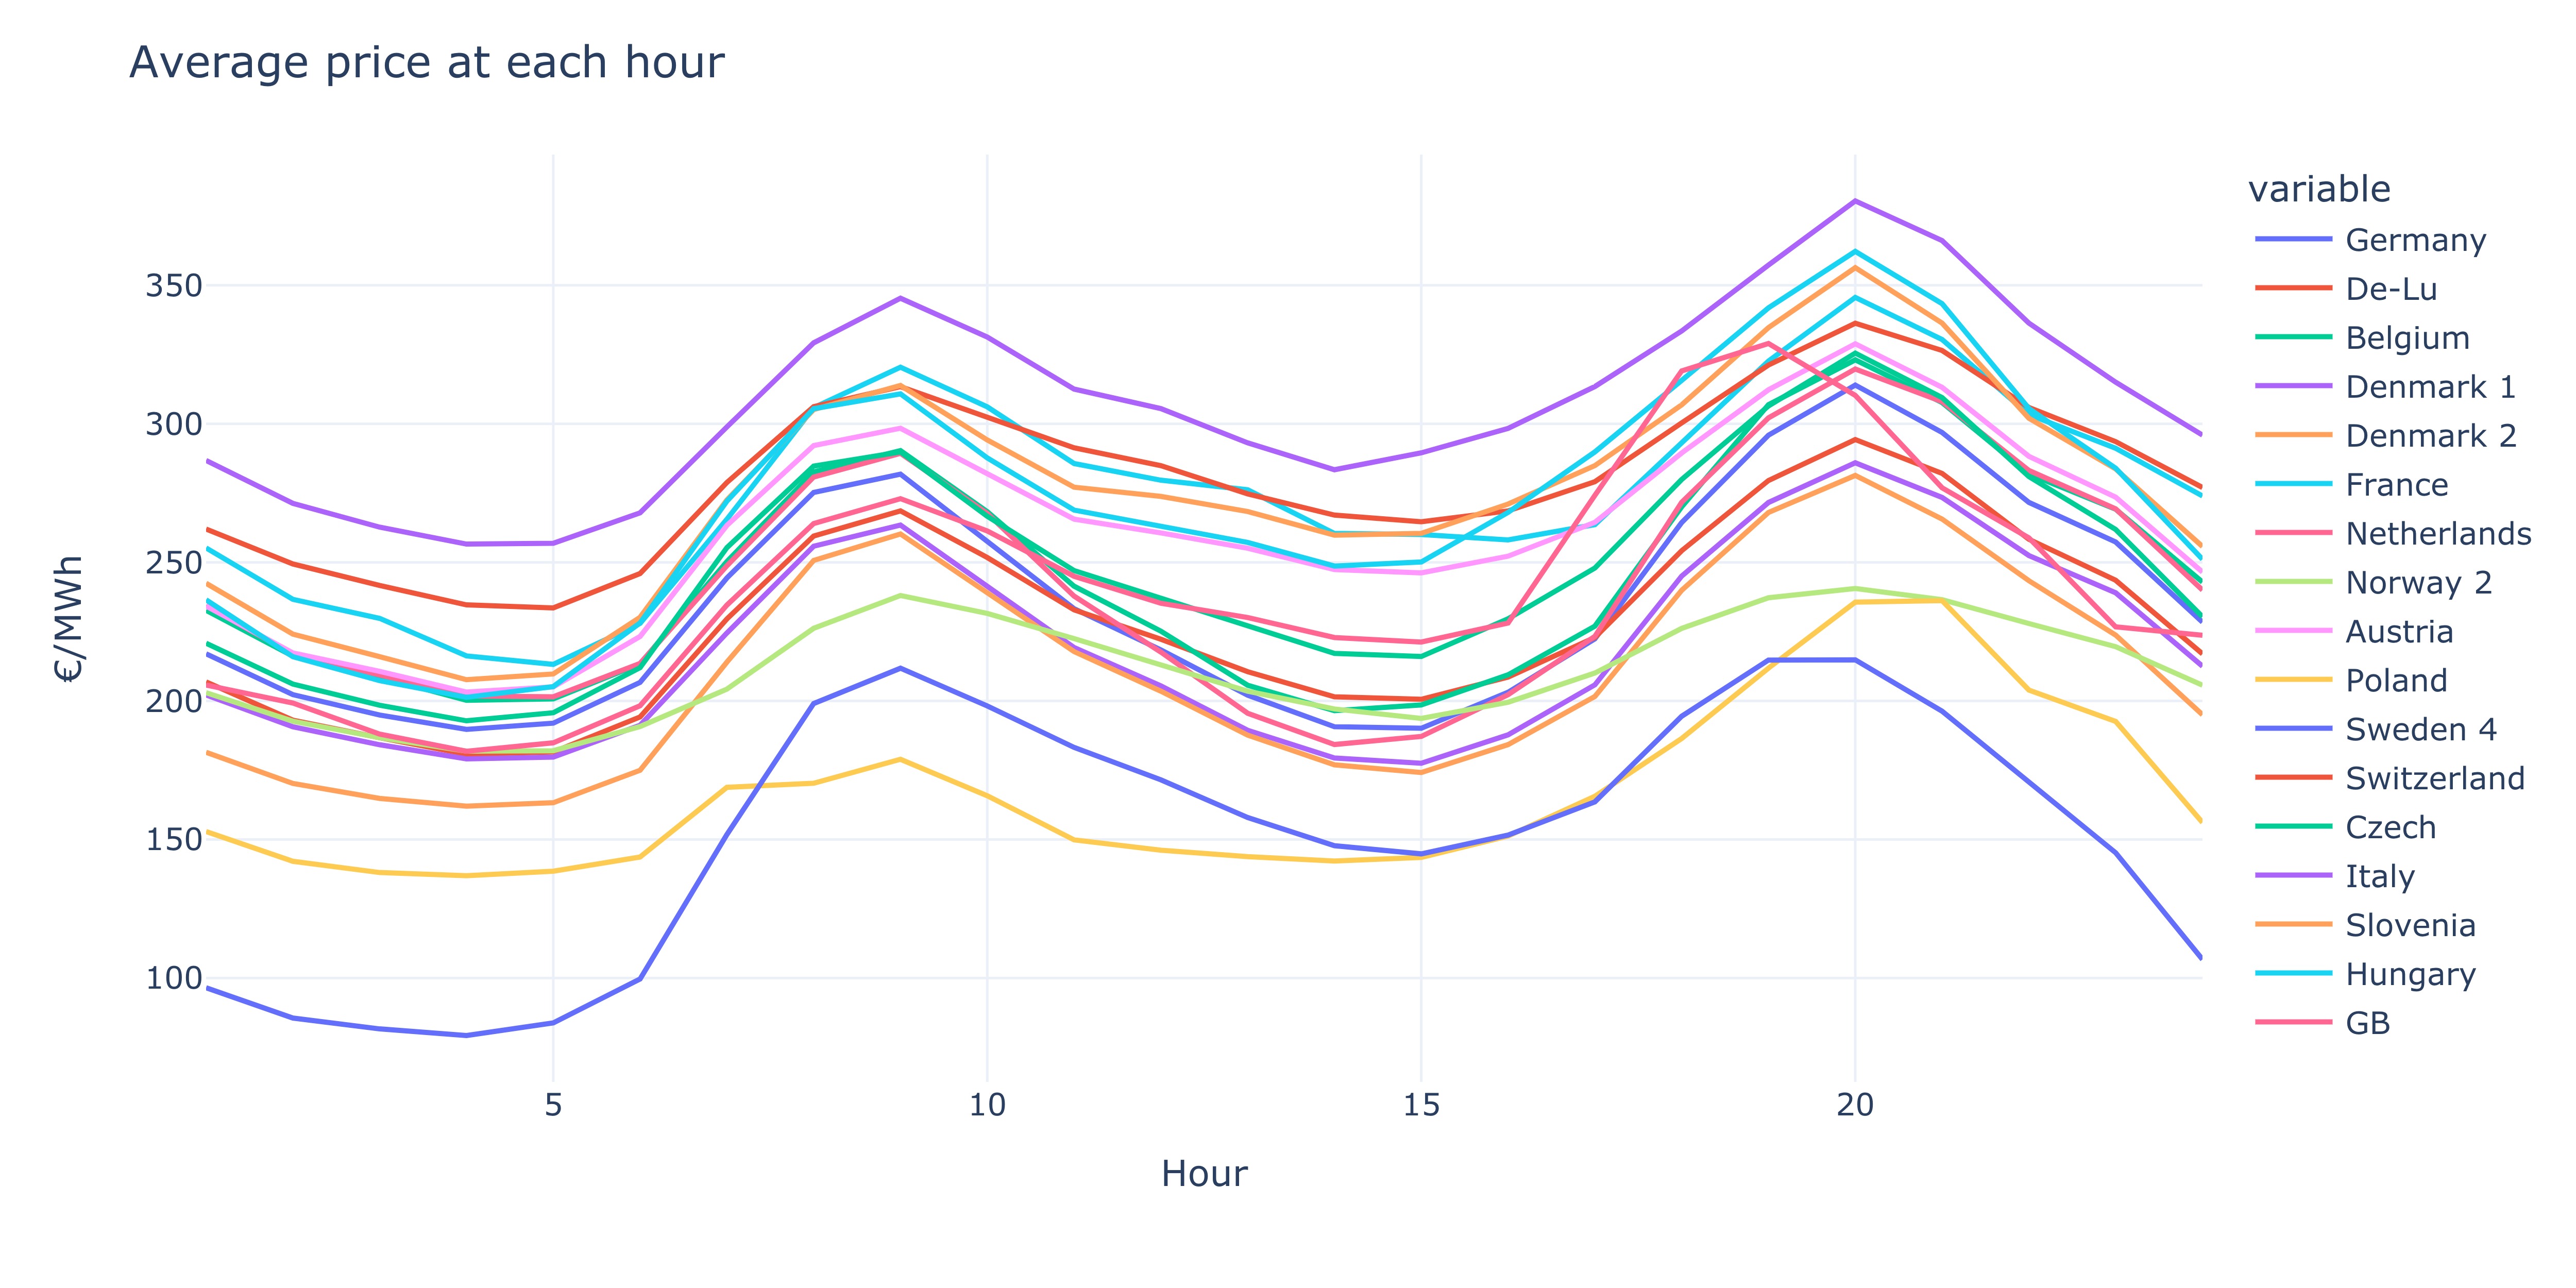 Average price at each hour
€/MWh
350
300
250
200
150
100
5
10
15
20
Hour
variable
Germany
De-Lu
Belgium
Denmark 1
Denmark 2
France
Netherlands
Norway 2
Austria
Poland
Sweden 4
Switzerland
Czech
Italy
Slovenia
Hungary
GB